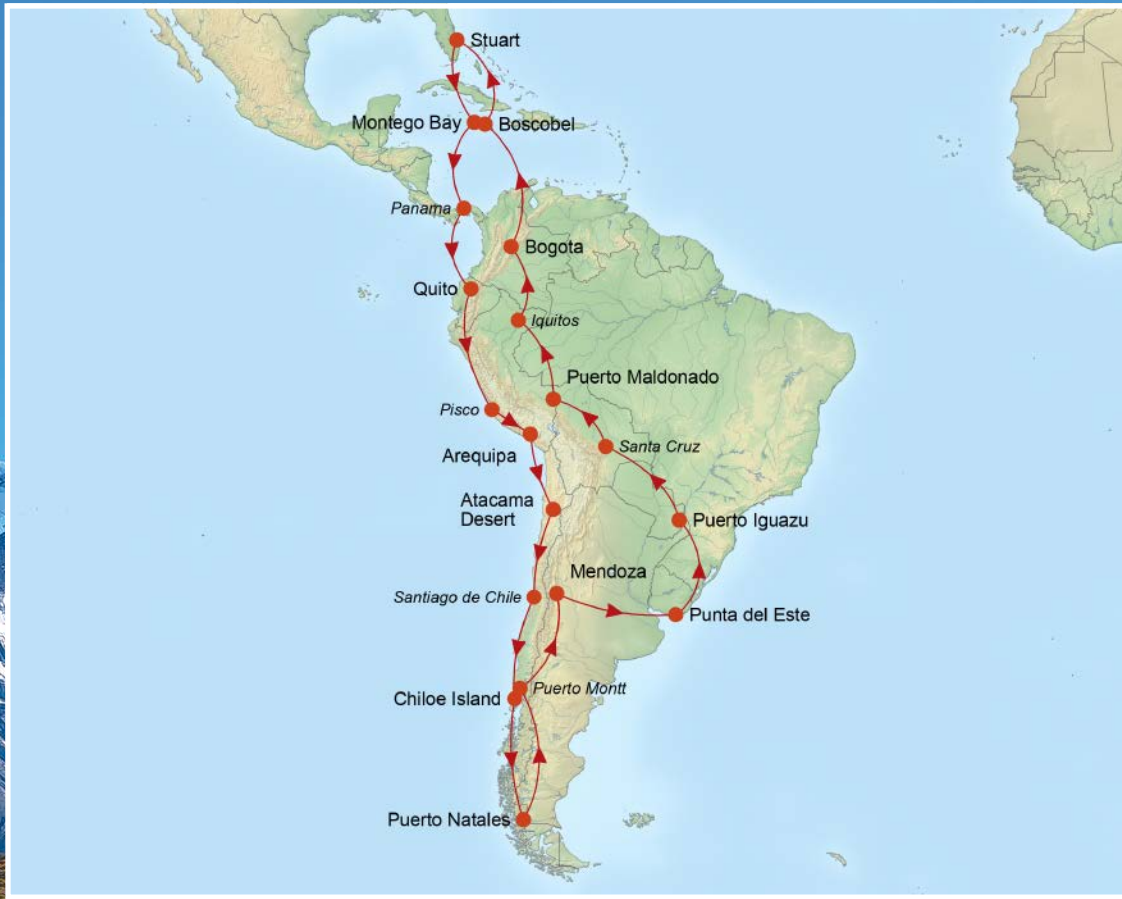 Stuart
Montego Bay
Boscobel
Panama
Bogota
Quito
Iquitos
Puerto Maldonado
Pisco
Santa Cruz
Arequipa
Atacama
Desert
Puerto Iguazu
Mendoza
Santiago de Chile
Punta del Este
Puerto Montt
Chiloe Island
Puerto Natales